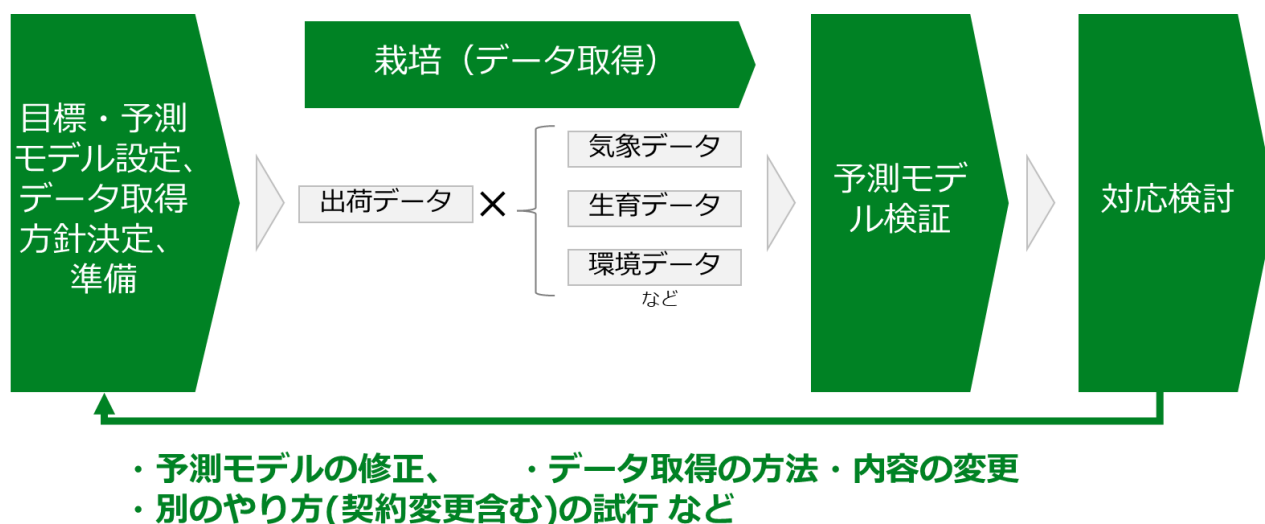 目標・予測
モデル設定、
データ取得
方針決定、
準備
栽培（データ取得）
出荷データ
×
気象データ
生育データ
環境データ
など
予測モデ
ル検証
対応検討
・予測モデルの修正、　・データ取得の方法・内容の変更
・別のやり方(契約変更含む)の試行 など